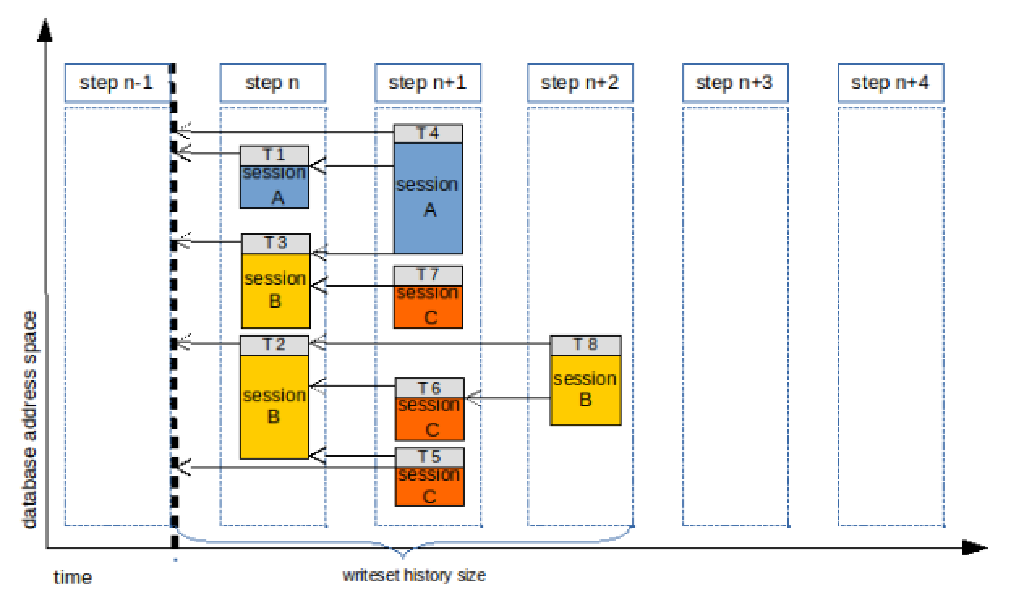 step n-1
step n
step n+1
step n+2
step n+3
step n+4
T 4
session
A
T 1
session
A
T 3
session
B
T 7
session
C
T 2
session
B
T 8
session
B
T 6
session
C
T 5
session
C
database address space
time
writeset history size